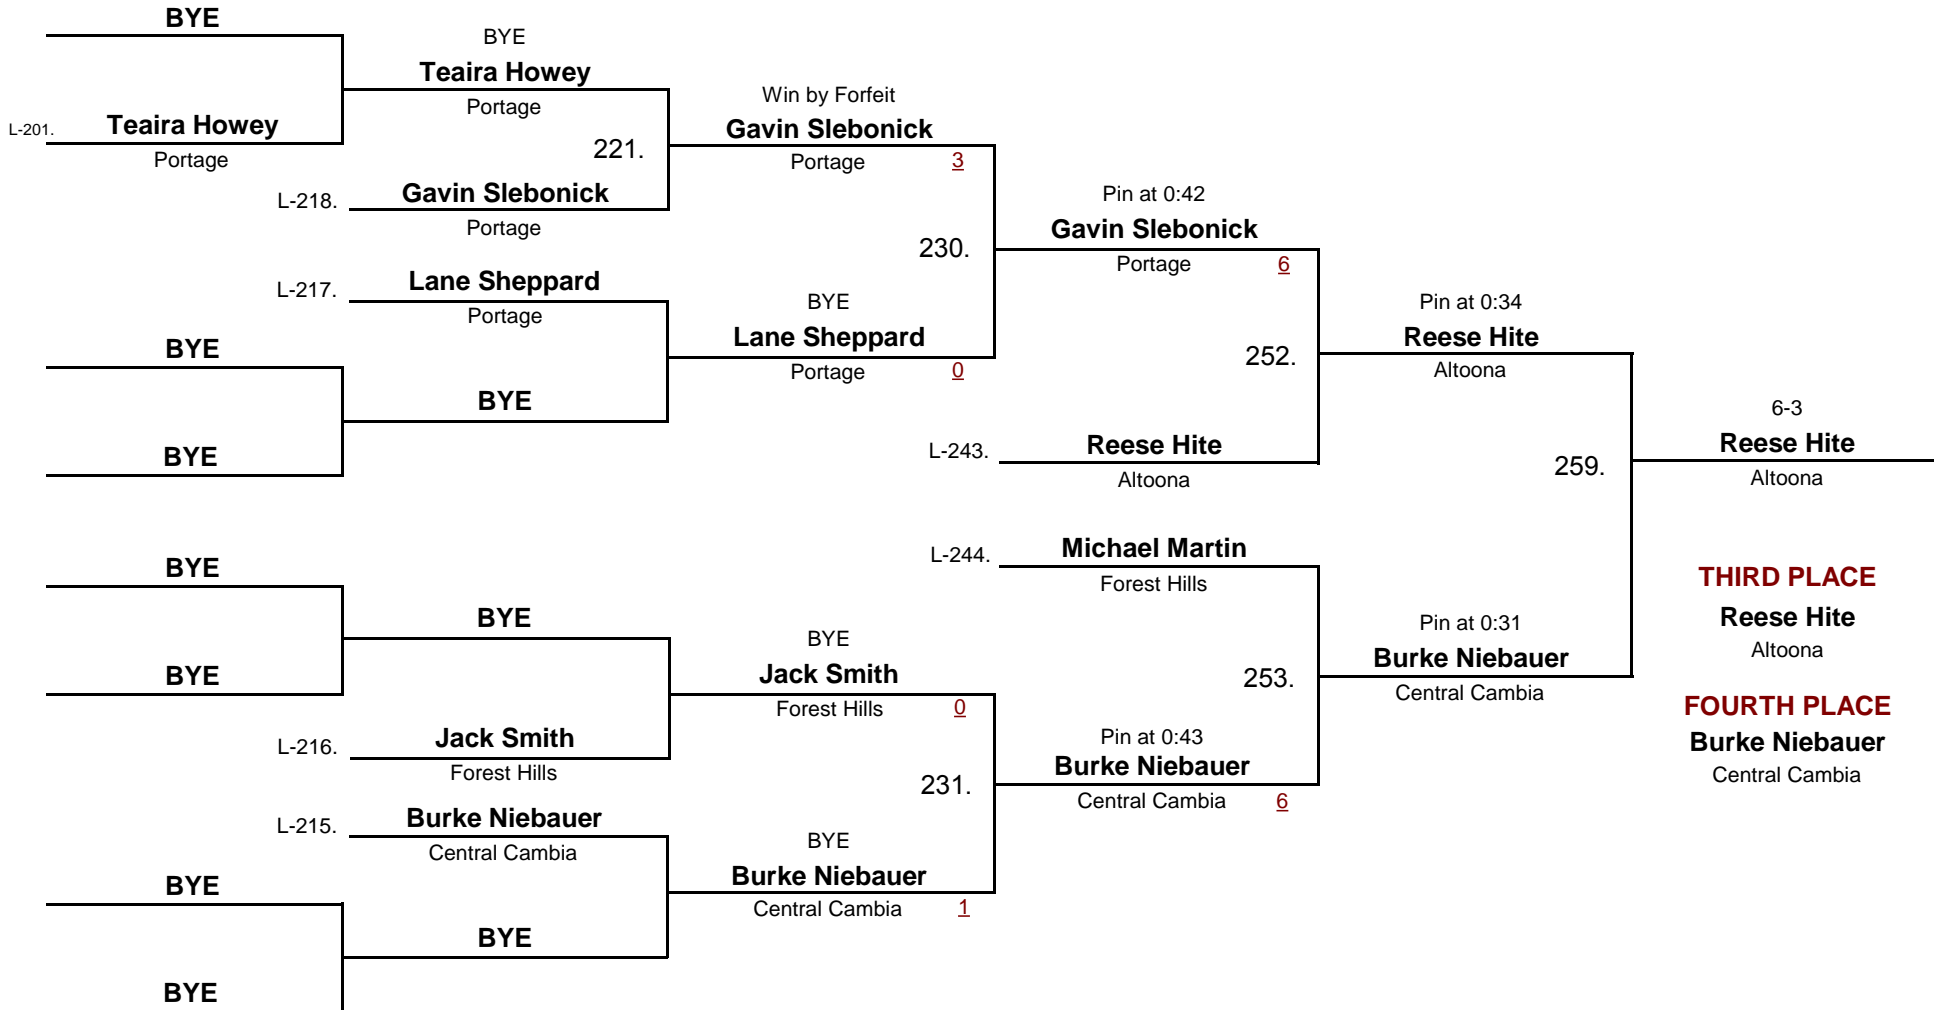 BYE
L-201. Teaira Howey
Portage
BYE
Teaira Howey
Portage
221.
L-218. Gavin Slebonick
Portage
Win by Forfeit
Gavin Slebonick
Portage 3
L-217. Lane Sheppard
Portage
BYE
BYE
BYE
BYE
Lane Sheppard
Portage 0
230.
Pin at 0:42
Gavin Slebonick
Portage 6
L-243. Reese Hite
Altoona
252.
Pin at 0:34
Reese Hite
Altoona
BYE
BYE
BYE
L-216. Jack Smith
Forest Hills
BYE
Jack Smith
Forest Hills 0
L-215. Burke Niebauer
Central Cambia
BYE
BYE
BYE
BYE
Burke Niebauer
Central Cambia 1
231.
L-244. Michael Martin
Forest Hills
Pin at 0:43
Burke Niebauer
Central Cambia 6
253.
Pin at 0:31
Burke Niebauer
Central Cambia
259.
6-3
Reese Hite
Altoona
THIRD PLACE
Reese Hite
Altoona
FOURTH PLACE
Burke Niebauer
Central Cambia